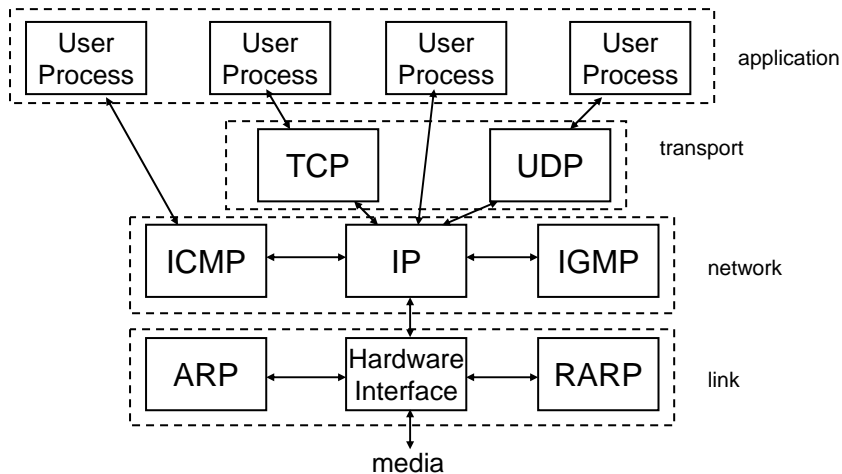 User
Process
User
Process
User
Process
User
Process
application
TCP
UDP
transport
ICMP
IP
IGMP
network
ARP
Hardware
Interface
RARP
link
media